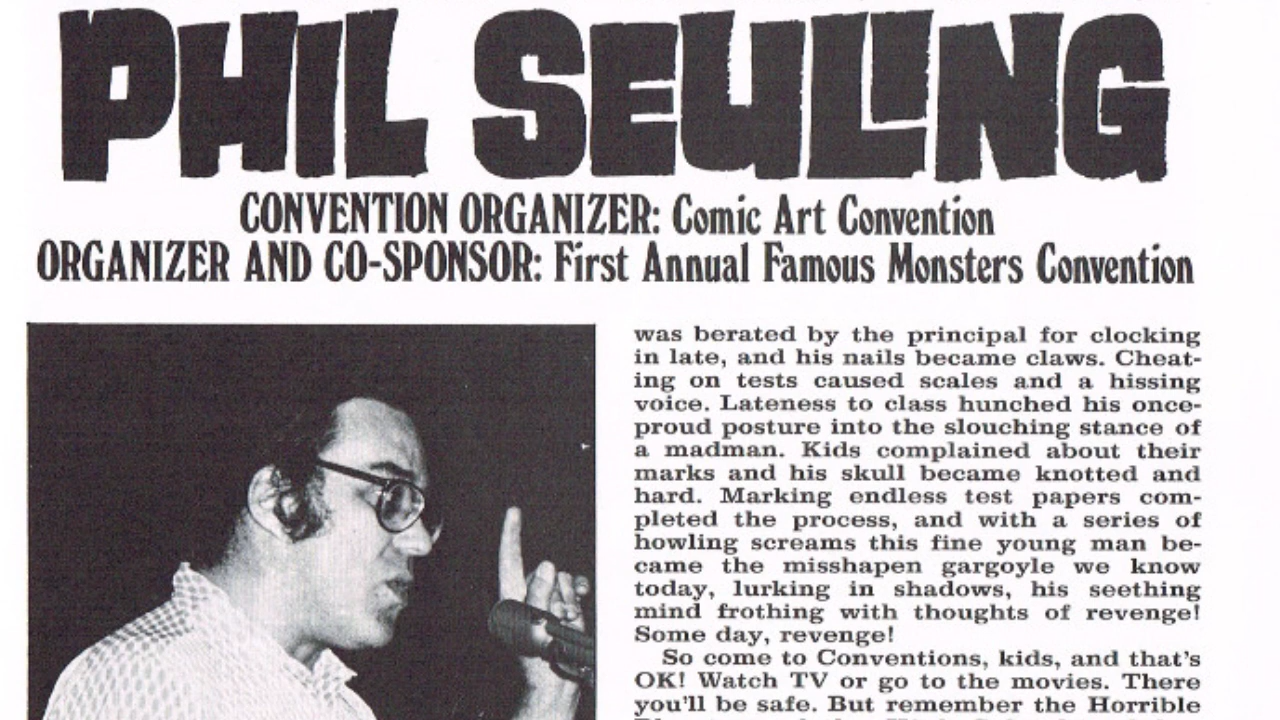 PHIL SEULING
CONVENTION ORGANIZER: Comic Art Convention
ORGANIZER AND CO-SPONSOR: First Annual Famous Monsters Convention
was berated by the principal for clocking
in late, and his nails became claws. Cheat-
ing on tests caused scales and a hissing
voice. Lateness to class hunched his once-
proud posture into the slouching stance of
a madman. Kids complained about their
marks and his skull became knotted and
hard. Marking endless test papers com-
pleted the process, and with a series of
howling screams this fine young man be-
came the misshapen gargoyle we know
today, lurking in shadows, his seething
mind frothing with thoughts of revenge!
Some day, revenge!
So come to Conventions, kids, and that's
OK! Watch TV or go to the movies. There
you'll be safe. But remember the Horrible